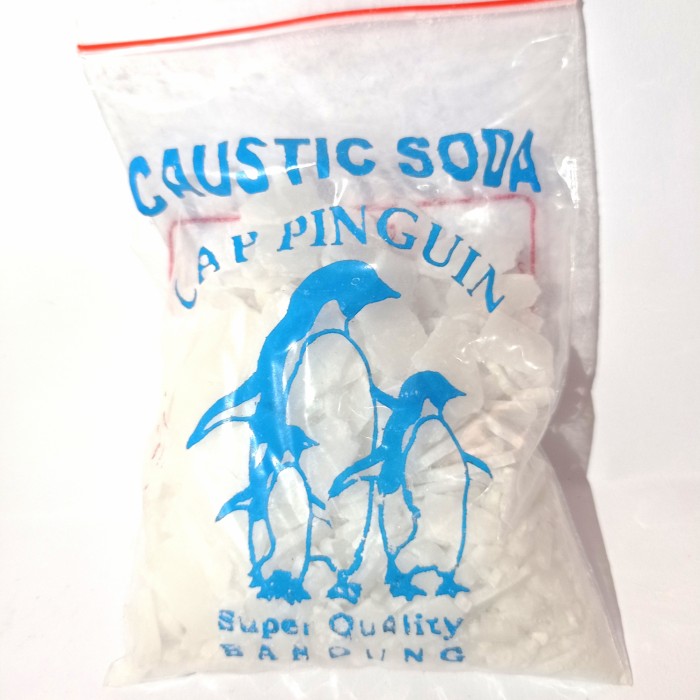 CAUSTIC SODA
CAP PINGUIN
Super Quality
BANDUNG